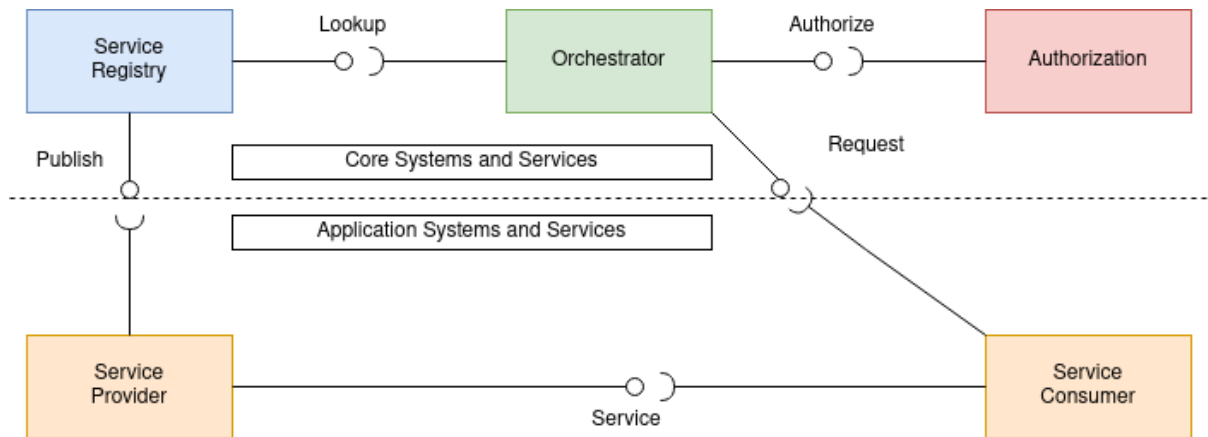 Lookup
Authorize
Service
Registry
Orchestrator
Authorization
Publish
Request
Core Systems and Services
Application Systems and Services
Service
Provider
Service
Consumer
Service